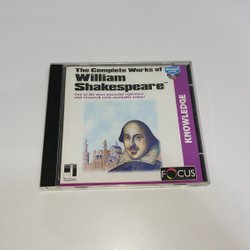 The Complete Works of
William
Shakespeare
One of the most powerful reference
and research tools available today!
KNOWLEDGE
FOCUS